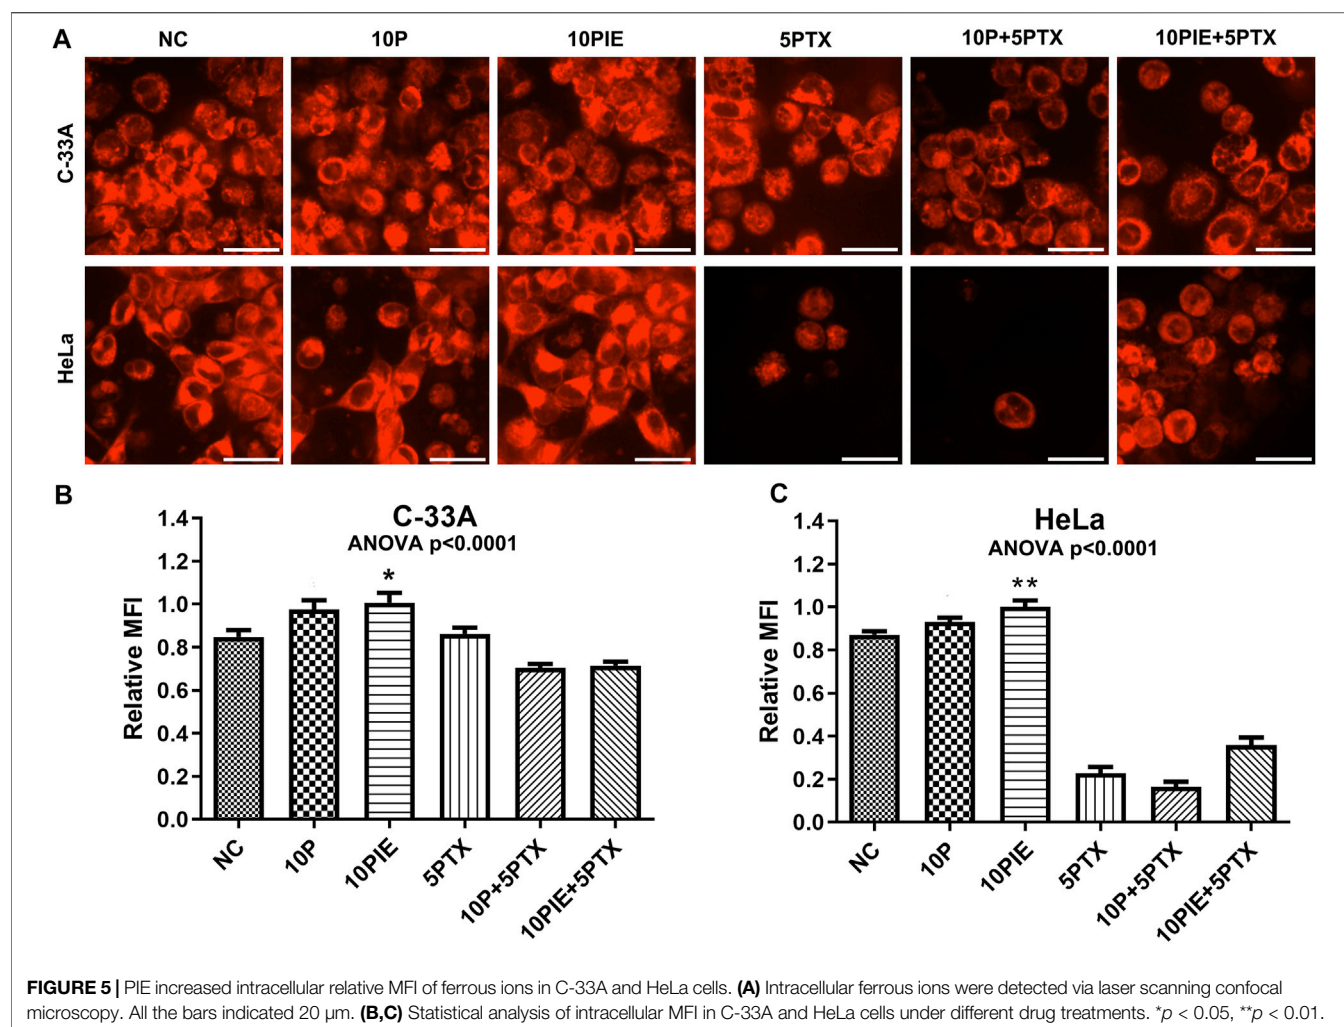 A NC 10P 10PIE 5PTX 10P+5PTX 10PIE+5PTX
C-33A
HeLa
B
C-33A
ANOVA p<0.0001
1.4
1.2
1.0
0.8
0.6
0.4
0.2
0.0
Relative MFI
*
NC 10P 10PIE 5PTX 10P+5PTX 10PIE+5PTX
C
HeLa
ANOVA p<0.0001
1.4
1.2
1.0
0.8
0.6
0.4
0.2
0.0
Relative MFI
**
NC 10P 10PIE 5PTX 10P+5PTX 10PIE+5PTX
FIGURE 5 | PIE increased intracellular relative MFI of ferrous ions in C-33A and HeLa cells. (A) Intracellular ferrous ions were detected via laser scanning confocal
microscopy. All the bars indicated 20 μm. (B,C) Statistical analysis of intracellular MFI in C-33A and HeLa cells under different drug treatments. *p < 0.05, **p < 0.01.